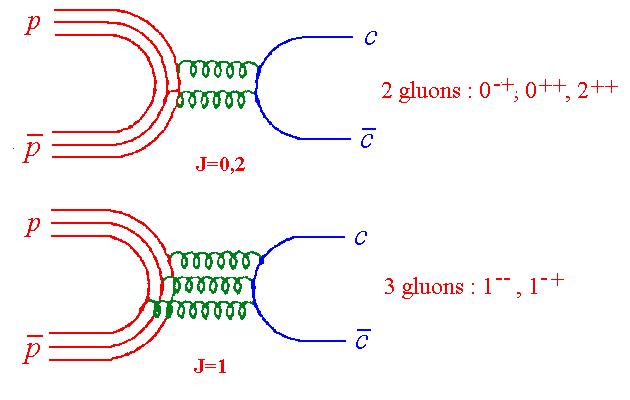 p
c
2 gluons : 0⁻⁺, 0⁺⁺, 2⁺⁺
p̅
c̅
J=0,2
p
c
3 gluons : 1⁻⁻ , 1⁻⁺
p̅
c̅
J=1